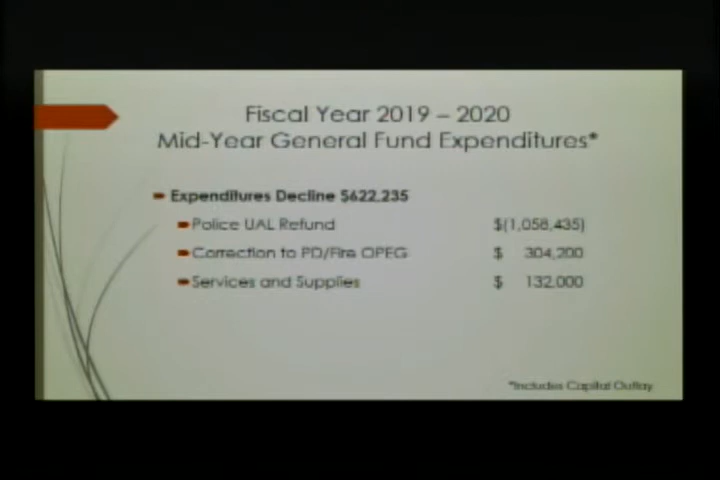 Fiscal Year 2019 – 2020
Mid-Year General Fund Expenditures*
Expenditures Decline $622,235
Police UAL Refund $(1,058,435)
Correction to PD/Fire OPEG $ 304,200
Services and Supplies $ 132,000
*Includes Capital Outlay